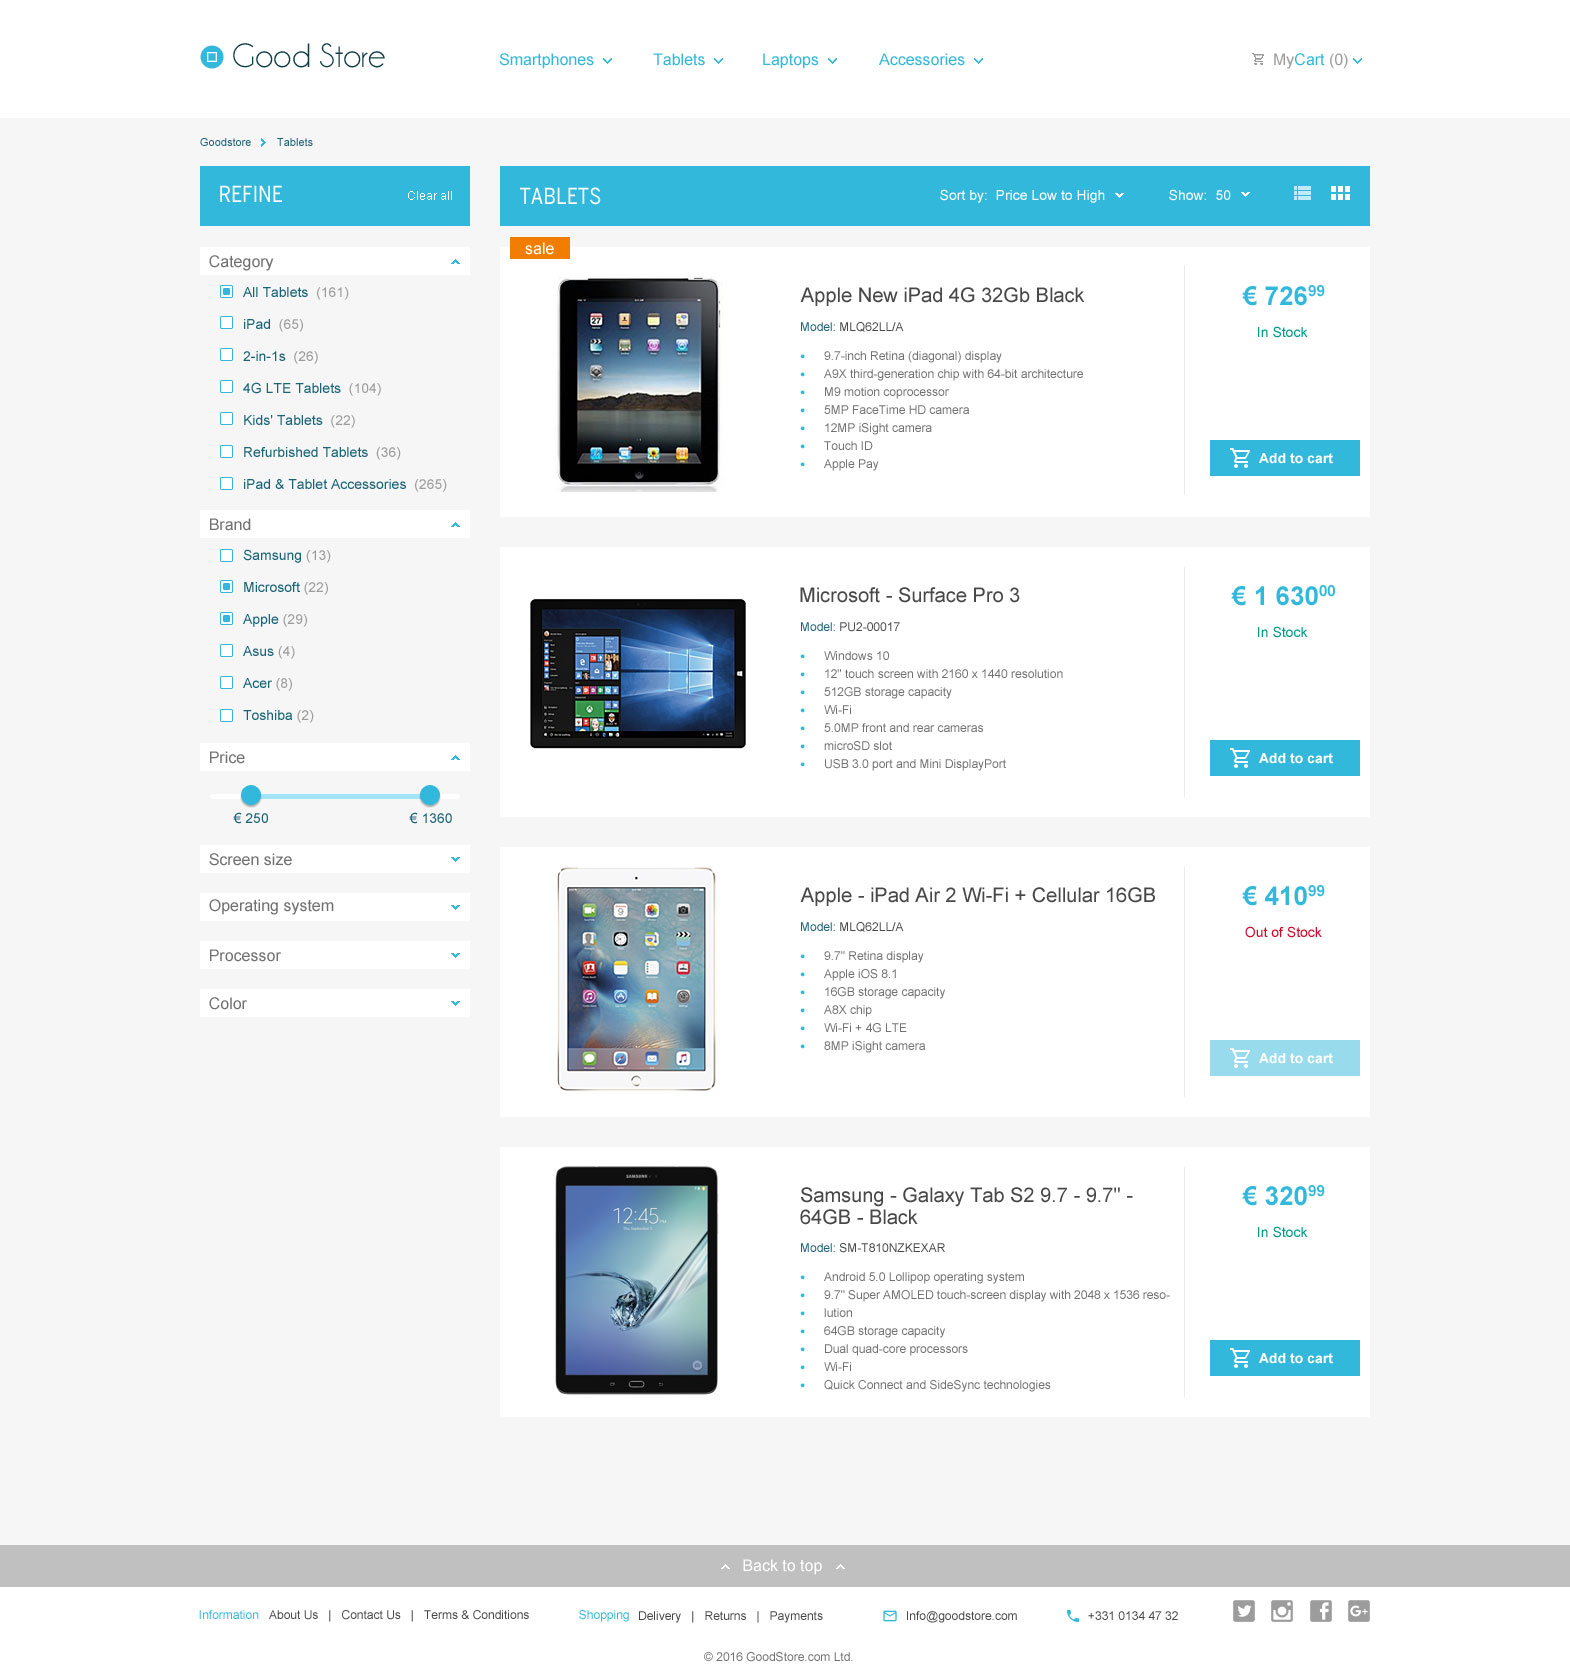 Good Store
Smartphones
Tablets
Laptops
Accessories
MyCart (0)
Goodstore
Tablets
REFINE
Clear all
TABLETS
Sort by: Price Low to High
Show: 50
Category
All Tablets (161)
iPad (65)
2-in-1s (26)
4G LTE Tablets (104)
Kids' Tablets (22)
Refurbished Tablets (36)
iPad & Tablet Accessories (265)
Brand
Samsung (13)
Microsoft (22)
Apple (29)
Asus (4)
Acer (8)
Toshiba (2)
Price
€ 250
€ 1360
Screen size
Operating system
Processor
Color
sale
Apple New iPad 4G 32Gb Black
Model: MLQ62LL/A
• 9.7-inch Retina (diagonal) display
• A9X third-generation chip with 64-bit architecture
• M9 motion coprocessor
• 5MP FaceTime HD camera
• 12MP iSight camera
• Touch ID
• Apple Pay
€ 726 99
In Stock
Add to cart
Microsoft - Surface Pro 3
Model: PU2-00017
• Windows 10
• 12" touch screen with 2160 x 1440 resolution
• 512GB storage capacity
• Wi-Fi
• 5.0MP front and rear cameras
• microSD slot
• USB 3.0 port and Mini DisplayPort
€ 1 630 00
In Stock
Add to cart
Apple - iPad Air 2 Wi-Fi + Cellular 16GB
Model: MLQ62LL/A
• 9.7" Retina display
• Apple iOS 8.1
• 16GB storage capacity
• A8X chip
• Wi-Fi + 4G LTE
• 8MP iSight camera
€ 410 99
Out of Stock
Add to cart
SAMSUNG
12:45
Samsung - Galaxy Tab S2 9.7 - 9.7" -
64GB - Black
Model: SM-T810NZKEXAR
• Android 5.0 Lollipop operating system
• 9.7" Super AMOLED touch-screen display with 2048 x 1536 reso-
• lution
• 64GB storage capacity
• Dual quad-core processors
• Wi-Fi
• Quick Connect and SideSync technologies
€ 320 99
In Stock
Add to cart
Back to top
Information About Us | Contact Us | Terms & Conditions
Shopping Delivery | Returns | Payments
Info@goodstore.com
+331 0134 47 32
© 2016 GoodStore.com Ltd.